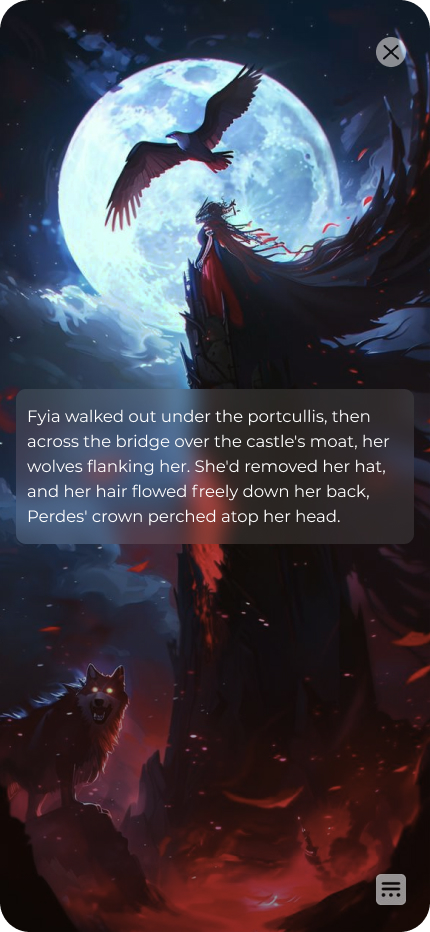 Fyia walked out under the portcullis, then
across the bridge over the castle's moat, her
wolves flanking her. She'd removed her hat,
and her hair flowed freely down her back,
Perdes' crown perched atop her head.